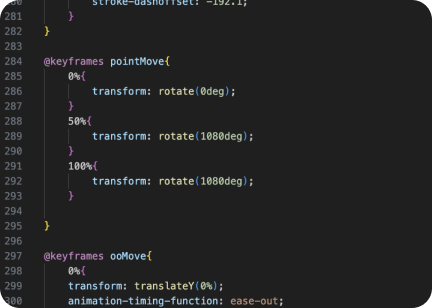 280 stroke-dashoffset: -192.1;
281 }
282 }
283
284 @keyframes pointMove{
285 0%{
286 transform: rotate(0deg);
287 }
288 50%{
289 transform: rotate(1080deg);
290 }
291 100%{
292 transform: rotate(1080deg);
293 }
294
295 }
296
297 @keyframes ooMove{
298 0%{
299 transform: translateY(0%);
300 animation-timing-function: ease-out;